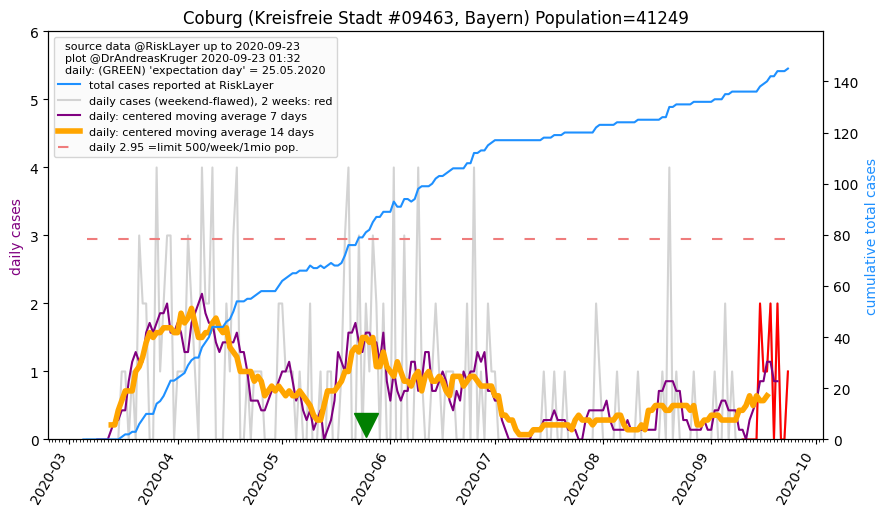 Coburg (Kreisfreie Stadt #09463, Bayern) Population=41249
source data @RiskLayer up to 2020-09-23
plot @DrAndreasKruger 2020-09-23 01:32
daily: (GREEN) 'expectation day' = 25.05.2020
total cases reported at RiskLayer
daily cases (weekend-flawed), 2 weeks: red
daily: centered moving average 7 days
daily: centered moving average 14 days
daily 2.95 =limit 500/week/1mio pop.
daily cases
6
5
4
3
2
1
0
140
120
100
80
60
40
20
0
cumulative total cases
2020-03
2020-04
2020-05
2020-06
2020-07
2020-08
2020-09
2020-10